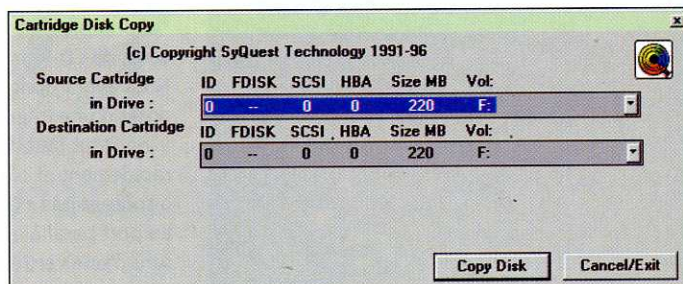 Cartridge Disk Copy
(c) Copyright SyQuest Technology 1991-96
Source Cartridge ID FDISK SCSI HBA Size MB Vol:
in Drive : 0 -- 0 0 220 F:
Destination Cartridge ID FDISK SCSI HBA Size MB Vol:
in Drive : 0 -- 0 0 220 F:
Copy Disk Cancel/Exit